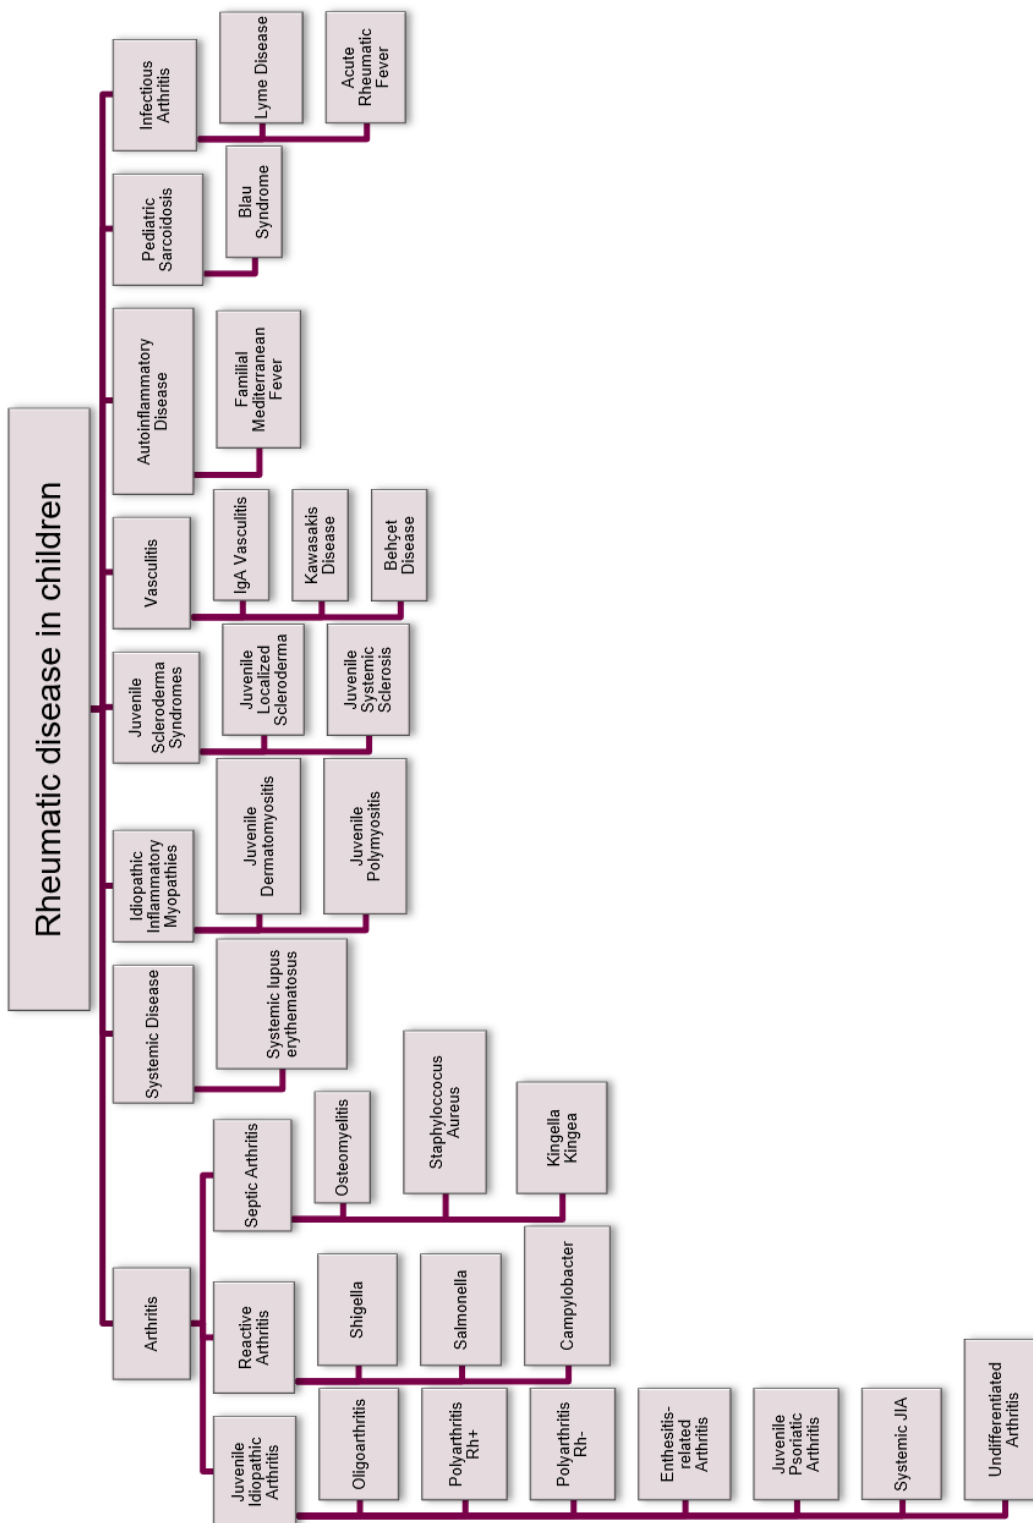 Rheumatic disease in children
Arthritis
Juvenile
Idiopathic
Arthritis
Oligoarthritis
Polyarthritis
Rh+
Polyarthritis
Rh-
Enthesitis-
related
Arthritis
Juvenile
Psoriatic
Arthritis
Systemic JIA
Undifferentiated
Arthritis
Reactive
Arthritis
Shigella
Salmonella
Campylobacter
Septic Arthritis
Osteomyelitis
Staphyloccocus
Aureus
Kingella
Kingea
Systemic Disease
Systemic lupus
erythematosus
Idiopathic
Inflammatory
Myopathies
Juvenile
Dermatomyositis
Juvenile
Polymyositis
Juvenile
Scleroderma
Syndromes
Juvenile
Localized
Scleroderma
Juvenile
Systemic
Sclerosis
Vasculitis
IgA Vasculitis
Kawasakis
Disease
Behçet
Disease
Autoinflammatory
Disease
Familial
Mediterranean
Fever
Pediatric
Sarcoidosis
Blau
Syndrome
Infectious
Arthritis
Lyme Disease
Acute
Rheumatic
Fever